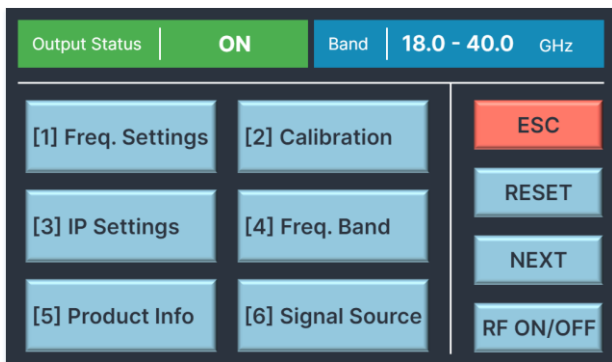 Output Status ON Band 18.0 - 40.0 GHz
[1] Freq. Settings [2] Calibration ESC
RESET
[3] IP Settings [4] Freq. Band
NEXT
[5] Product Info [6] Signal Source RF ON/OFF